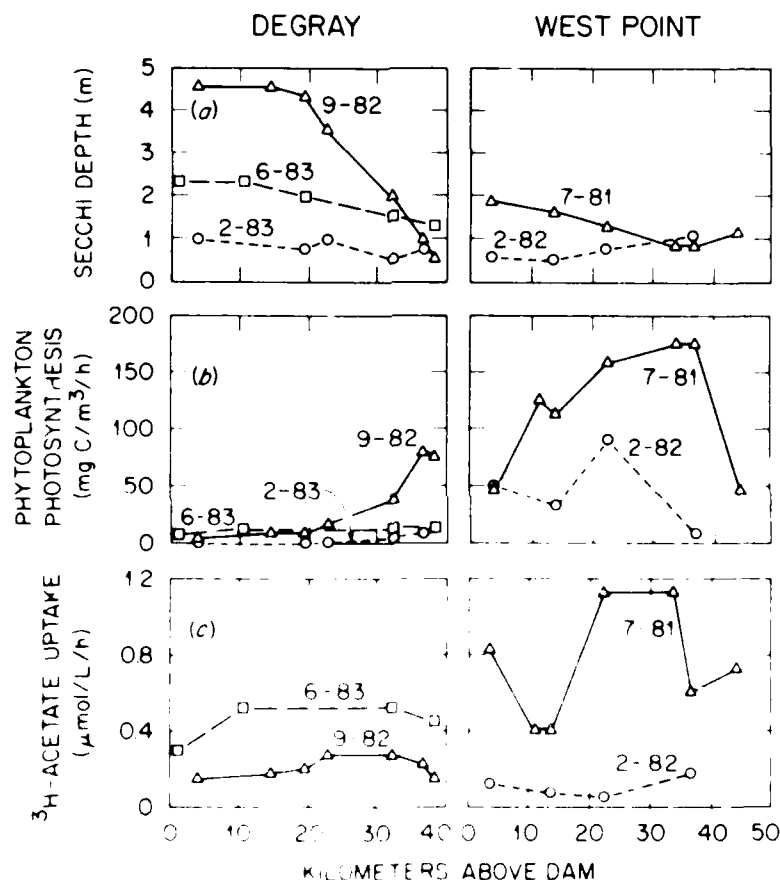 DEGRAY WEST POINT
SECCHI DEPTH (m)
5
4
3
2
1
0
(a)
9-82
6-83
2-83
7-81
2-82
PHYTOPLANKTON
PHOTOSYNTHESIS
(mg C/m³/h)
200
150
100
50
0
(b)
9-82
2-83
6-83
7-81
2-82
³H-ACETATE UPTAKE
(µmol/L/h)
1.2
0.8
0.4
0
(c)
6-83
9-82
7-81
2-82
0 10 20 30 40 0 10 20 30 40 50
KILOMETERS ABOVE DAM